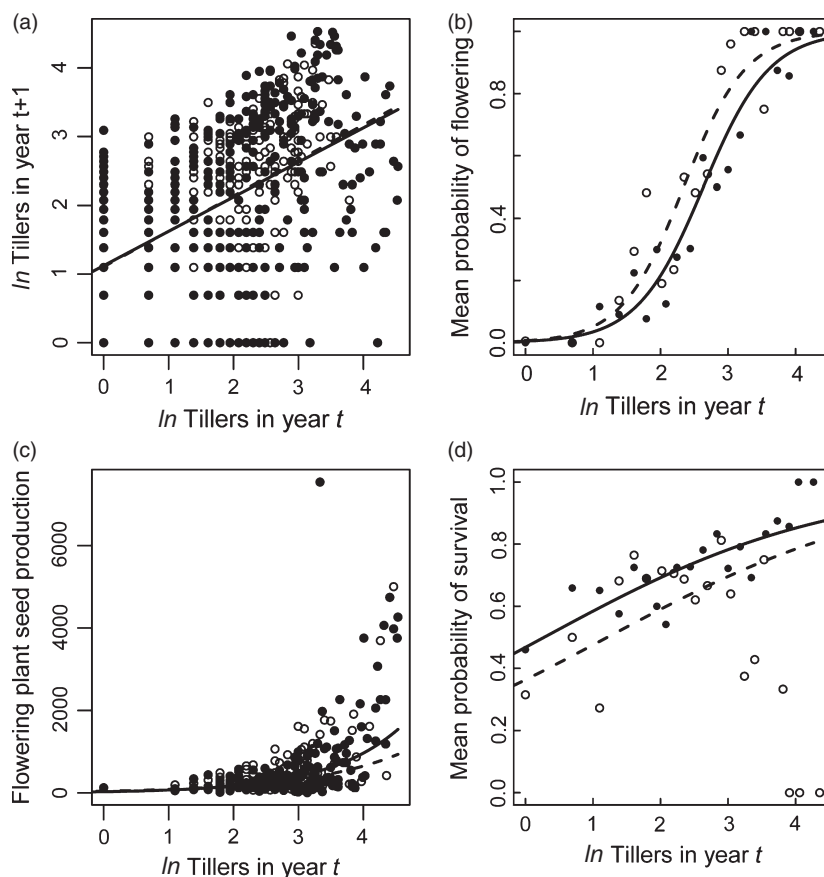 (a)
ln Tillers in year t+1
0 1 2 3 4
0 1 2 3 4
ln Tillers in year t
(b)
Mean probability of flowering
0.0 0.4 0.8
0 1 2 3 4
ln Tillers in year t
(c)
Flowering plant seed production
0 2000 4000 6000
0 1 2 3 4
ln Tillers in year t
(d)
Mean probability of survival
0.0 0.2 0.4 0.6 0.8 1.0
0 1 2 3 4
ln Tillers in year t